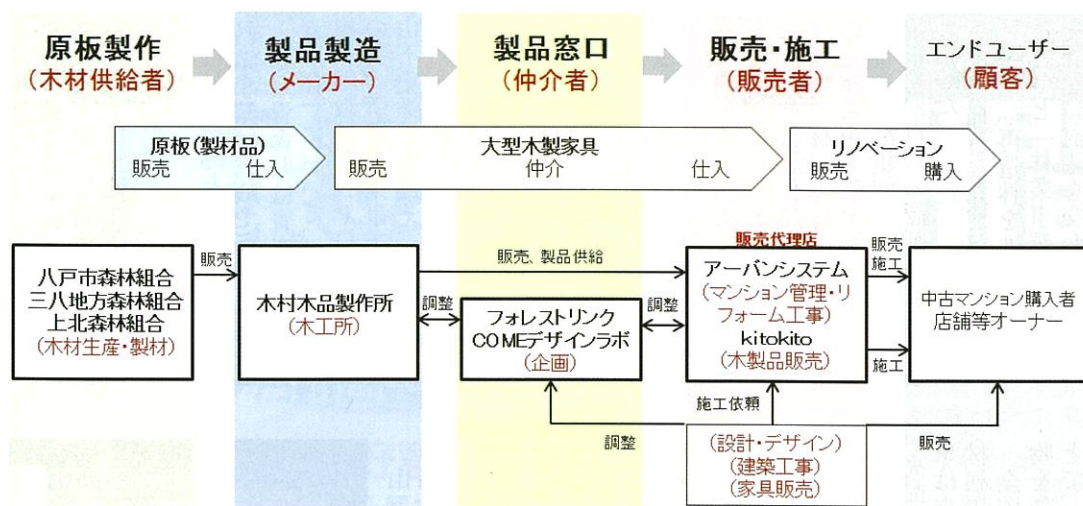 原板製作
(木材供給者)
製品製造
(メーカー)
製品窓口
(仲介者)
販売・施工
(販売者)
エンドユーザー
(顧客)
原板(製材品)
販売 仕入
大型木製家具
販売 仲介 仕入
リノベーション
販売 購入
八戸市森林組合
三八地方森林組合
上北森林組合
(木材生産・製材)
販売
木村木品製作所
(木工所)
販売、製品供給
調整
フォレストリンク
COMEデザインラボ
(企画)
調整
販売代理店
アーバンシステム
(マンション管理・リ
フォーム工事)
kitokito
(木製品販売)
販売
施工
施工
中古マンション購入者
店舗等オーナー
施工依頼
調整
販売
(設計・デザイン)
(建築工事)
(家具販売)